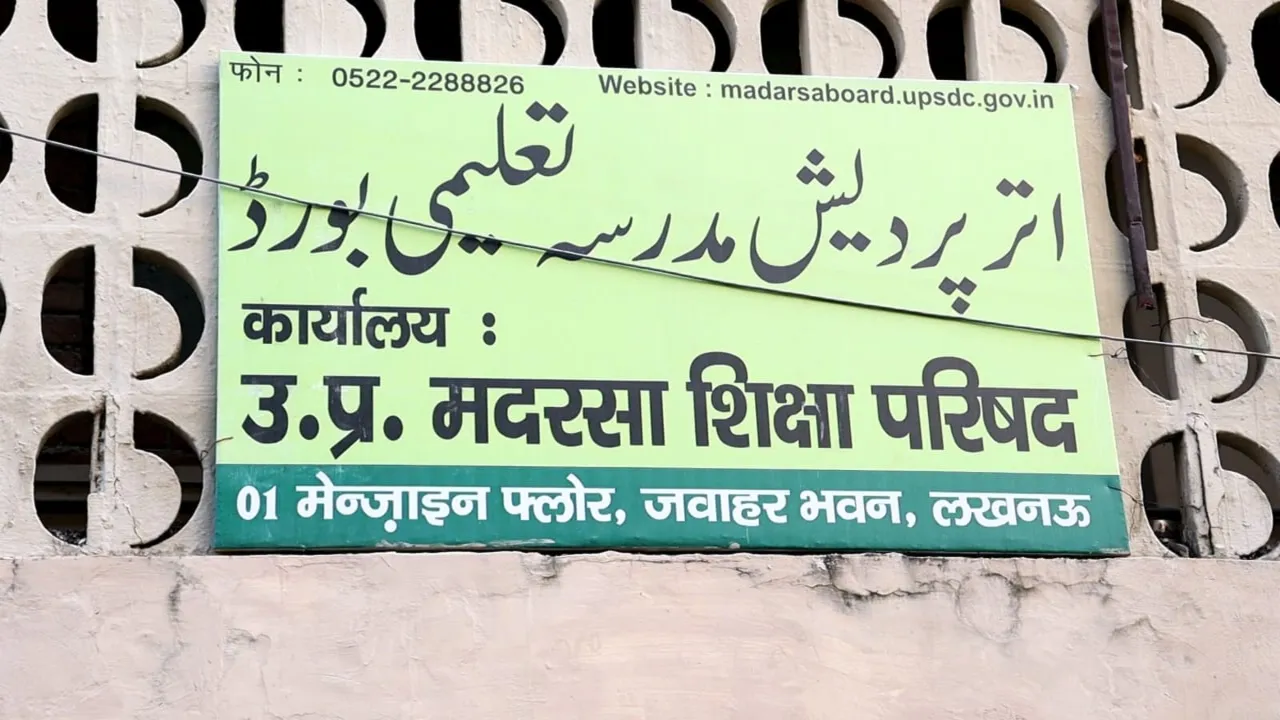 फोन : 0522-2288826 Website : madarsaboard.upsdc.gov.in
اتر پردیش مدرسہ تعلیمی بورڈ
कार्यालय :
उ.प्र. मदरसा शिक्षा परिषद
01 मेन्ज़ाइन फ्लोर, जवाहर भवन, लखनऊ